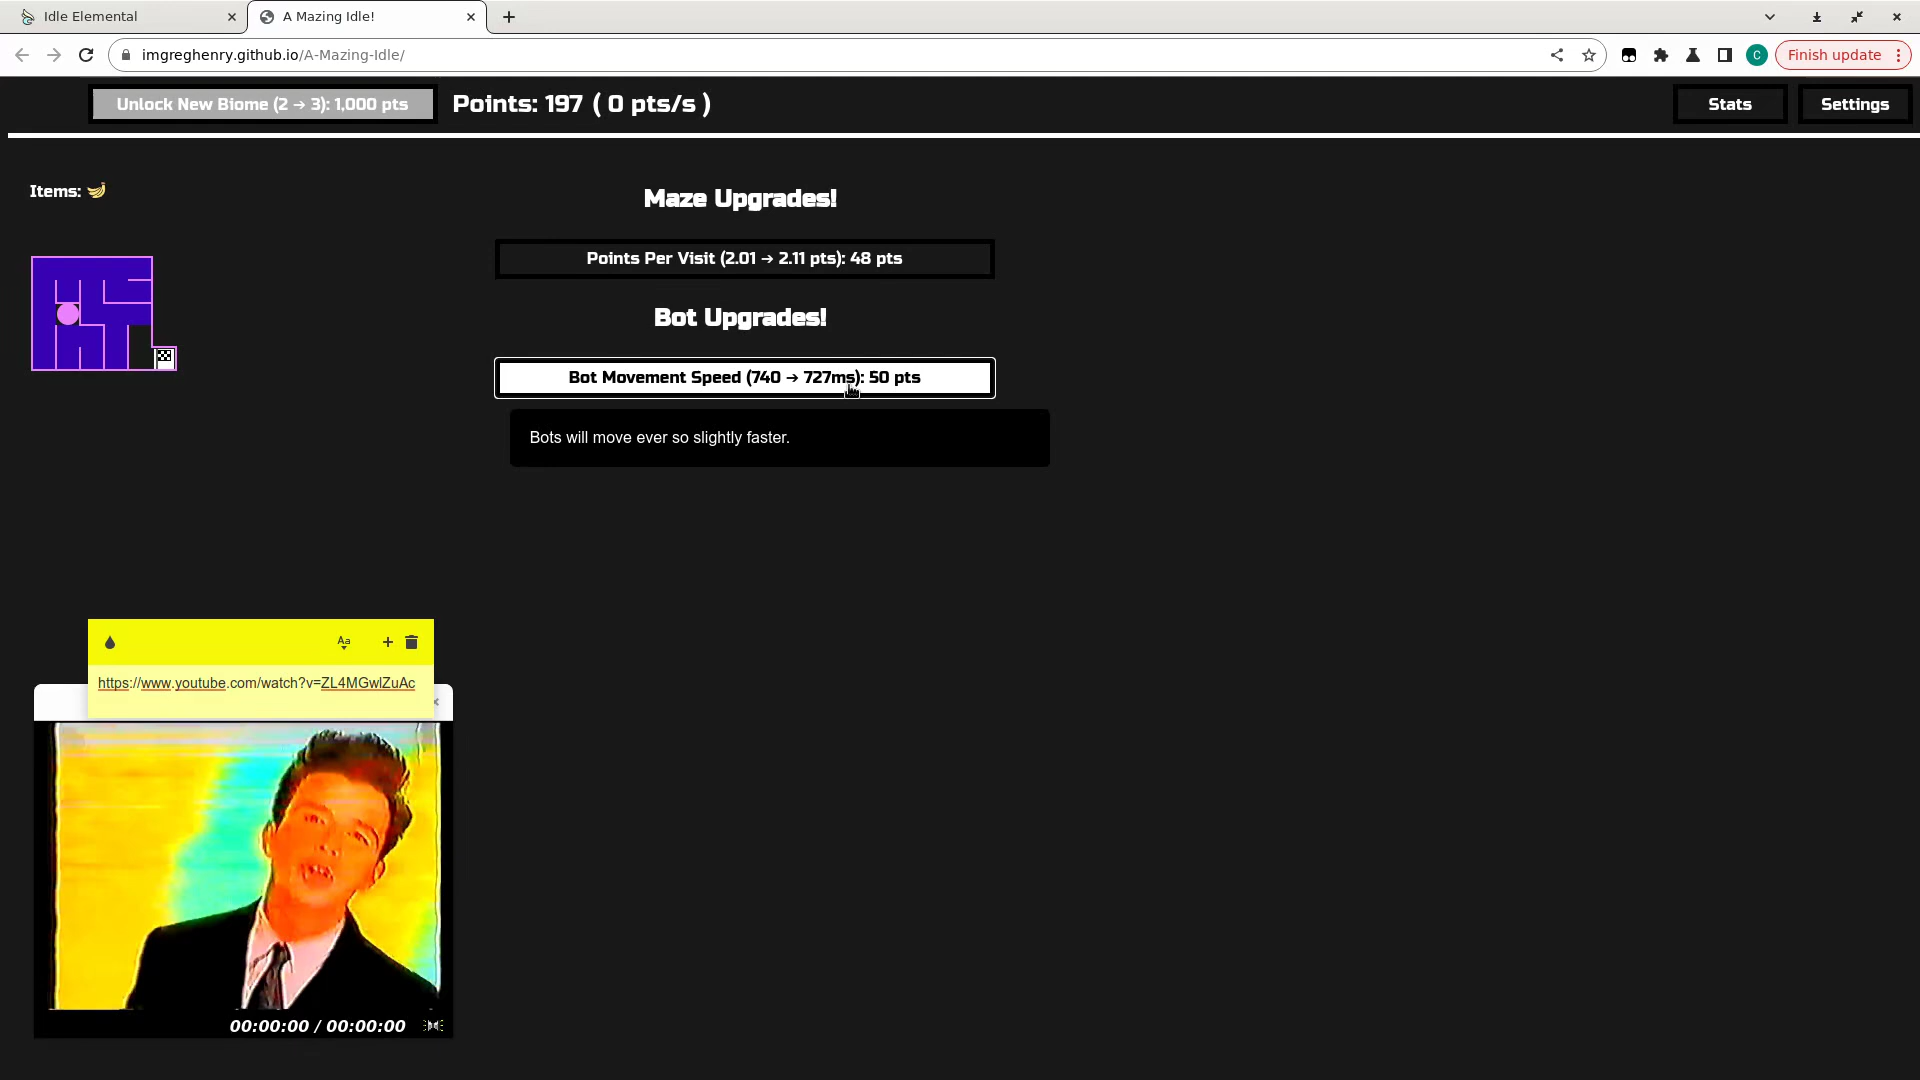 Idle Elemental
A Mazing Idle!
imgreghenry.github.io/A-Mazing-Idle/
C
Finish update
Unlock New Biome (2 → 3): 1,000 pts
Points: 197 ( 0 pts/s )
Stats
Settings
Items: 🍌
Maze Upgrades!
Points Per Visit (2.01 → 2.11 pts): 48 pts
Bot Upgrades!
Bot Movement Speed (740 → 727ms): 50 pts
Bots will move ever so slightly faster.
Aa
https://www.youtube.com/watch?v=ZL4MGwlZuAc
00:00:00 / 00:00:00